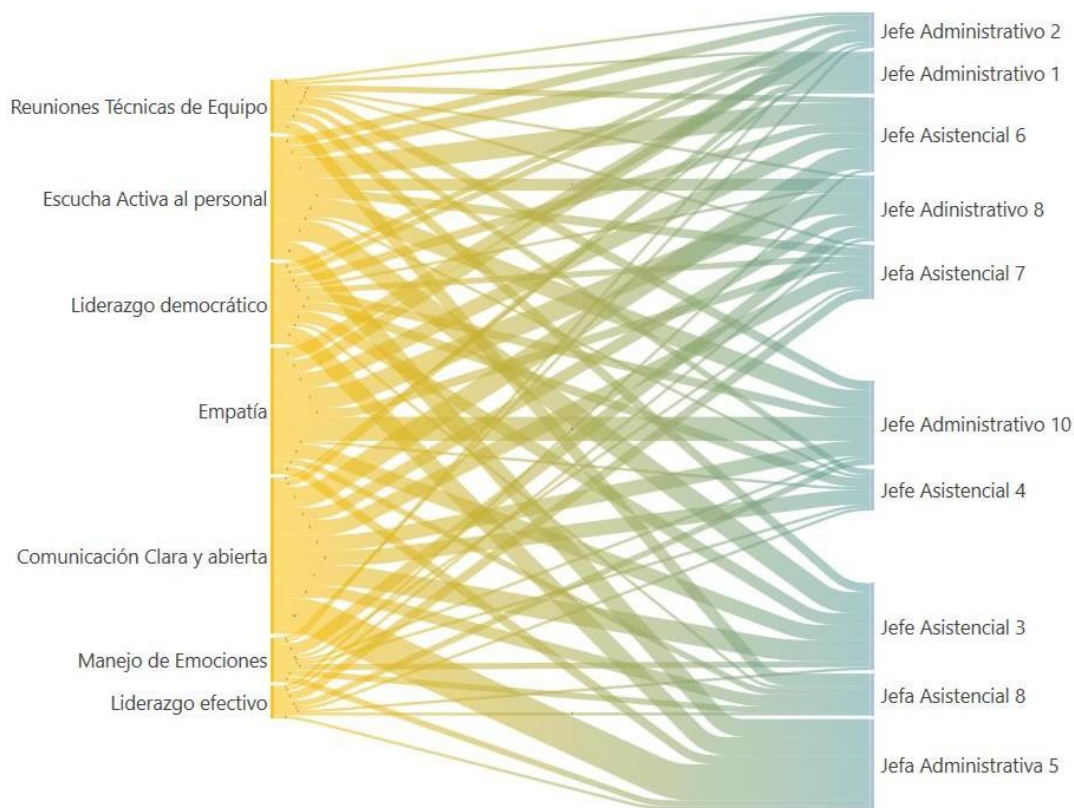 Reuniones Técnicas de Equipo
Escucha Activa al personal
Liderazgo democrático
Empatía
Comunicación Clara y abierta
Manejo de Emociones
Liderazgo efectivo
Jefe Administrativo 2
Jefe Administrativo 1
Jefe Asistencial 6
Jefe Adinistrativo 8
Jefa Asistencial 7
Jefe Administrativo 10
Jefe Asistencial 4
Jefe Asistencial 3
Jefa Asistencial 8
Jefa Administrativa 5